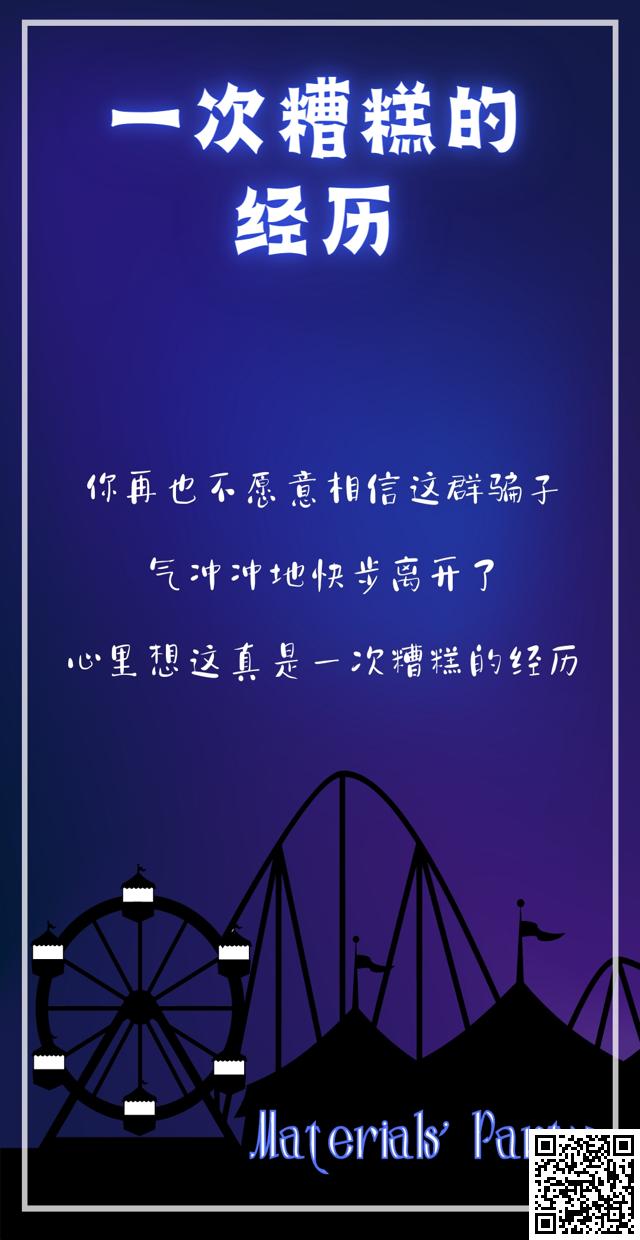 一次糟糕的
经历
你再也不愿意相信这群骗子
气冲冲地快步离开了
心里想这真是一次糟糕的经历
Materials' Party